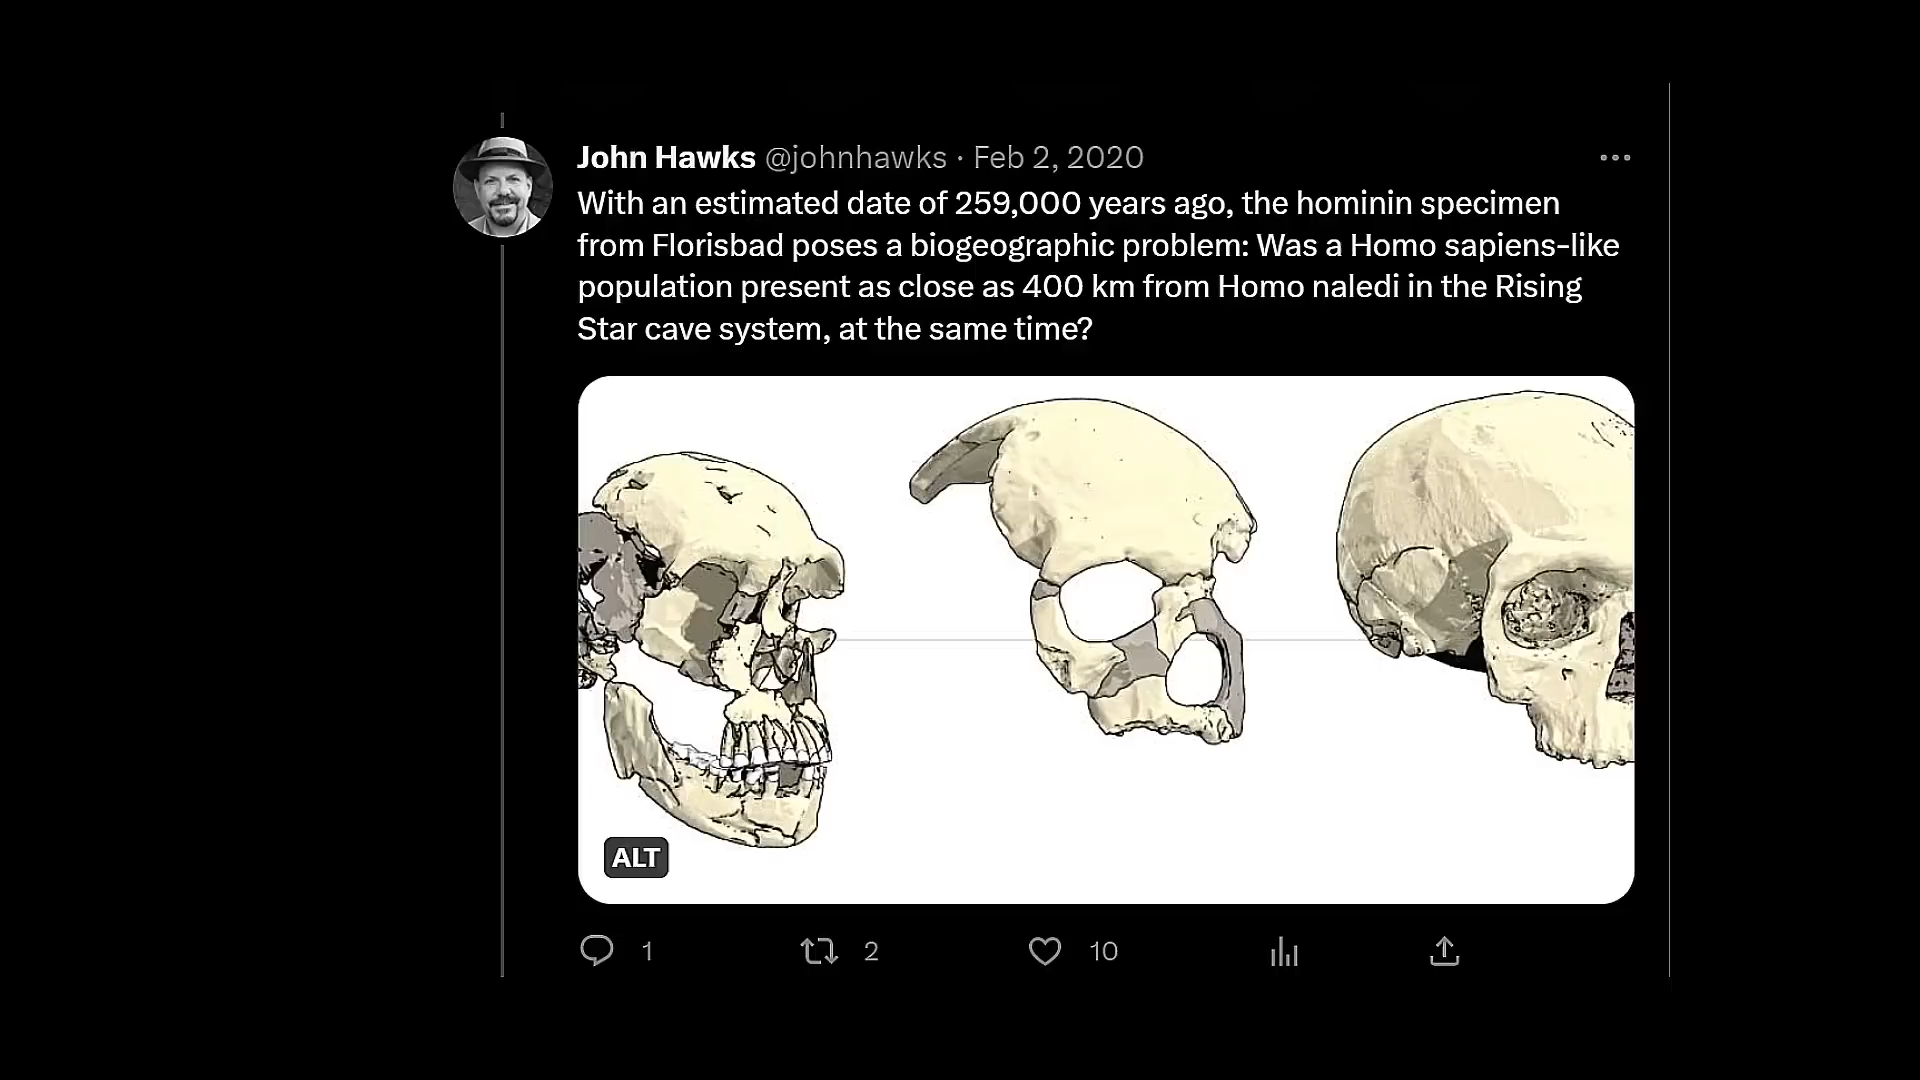 John Hawks @johnhawks · Feb 2, 2020
With an estimated date of 259,000 years ago, the hominin specimen
from Florisbad poses a biogeographic problem: Was a Homo sapiens-like
population present as close as 400 km from Homo naledi in the Rising
Star cave system, at the same time?
ALT
1 2 10